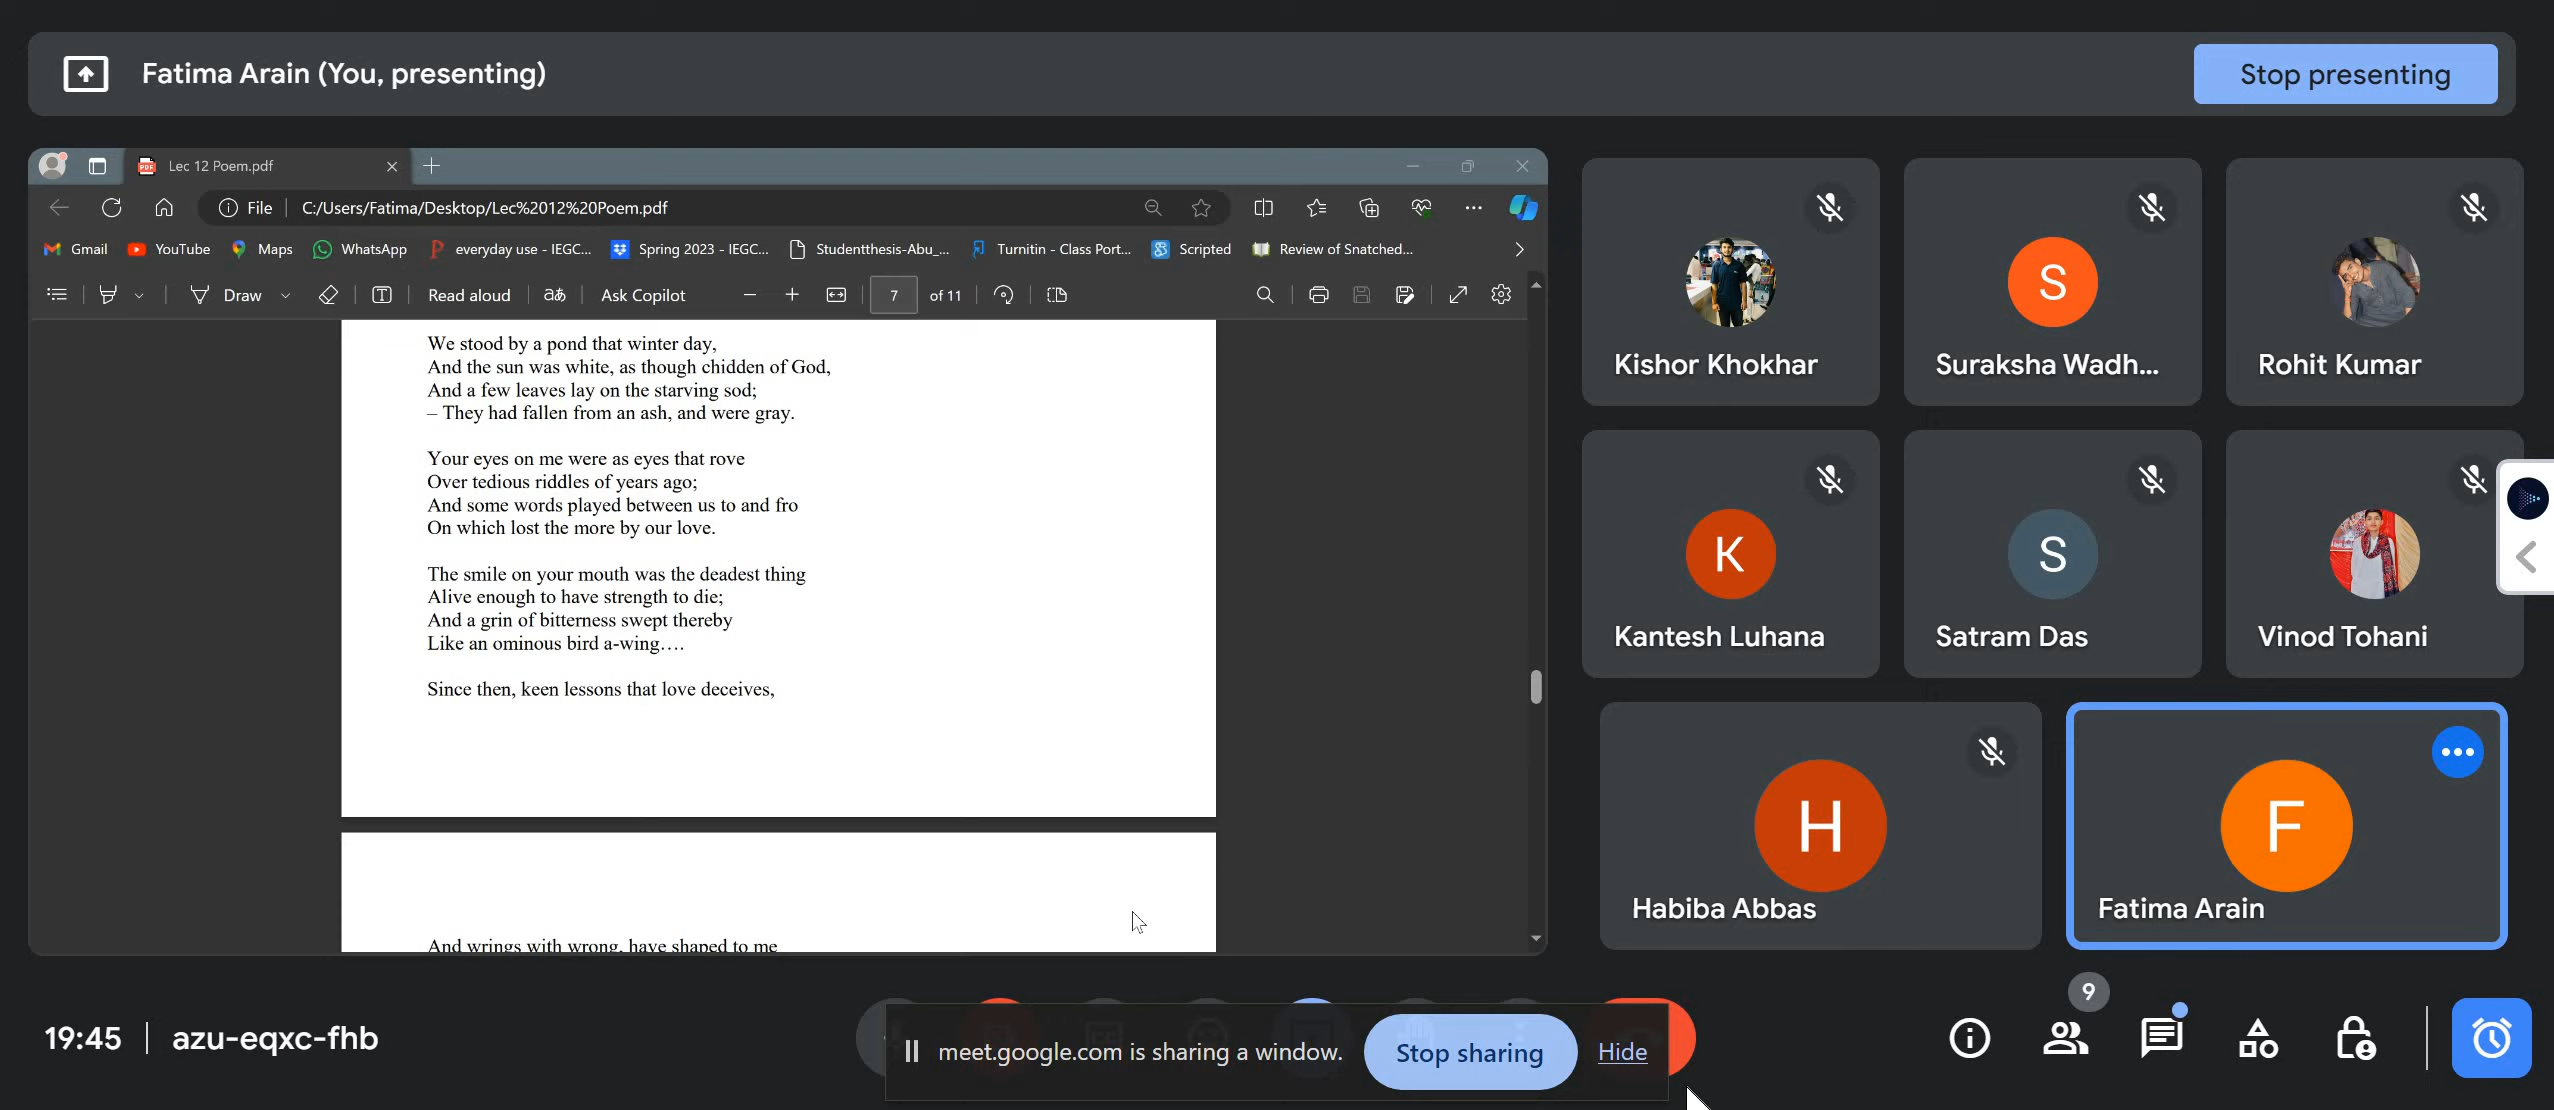 Fatima Arain (You, presenting)
Stop presenting
Lec 12 Poem.pdf
File
C:/Users/Fatima/Desktop/Lec%2012%20Poem.pdf
Gmail
YouTube
Maps
WhatsApp
everyday use - IEGC...
Spring 2023 - IEGC...
Studentthesis-Abu_...
Turnitin - Class Port...
Scripted
Review of Snatched...
Draw
T
Read aloud
aあ
Ask Copilot
7
of 11
We stood by a pond that winter day,
And the sun was white, as though chidden of God,
And a few leaves lay on the starving sod;
– They had fallen from an ash, and were gray.
Your eyes on me were as eyes that rove
Over tedious riddles of years ago;
And some words played between us to and fro
On which lost the more by our love.
The smile on your mouth was the deadest thing
Alive enough to have strength to die;
And a grin of bitterness swept thereby
Like an ominous bird a-wing….
Since then, keen lessons that love deceives,
And wrings with wrong, have shaped to me
Kishor Khokhar
S
Suraksha Wadh...
Rohit Kumar
K
Kantesh Luhana
S
Satram Das
Vinod Tohani
H
Habiba Abbas
F
Fatima Arain
19:45
azu-eqxc-fhb
meet.google.com is sharing a window.
Stop sharing
Hide
9